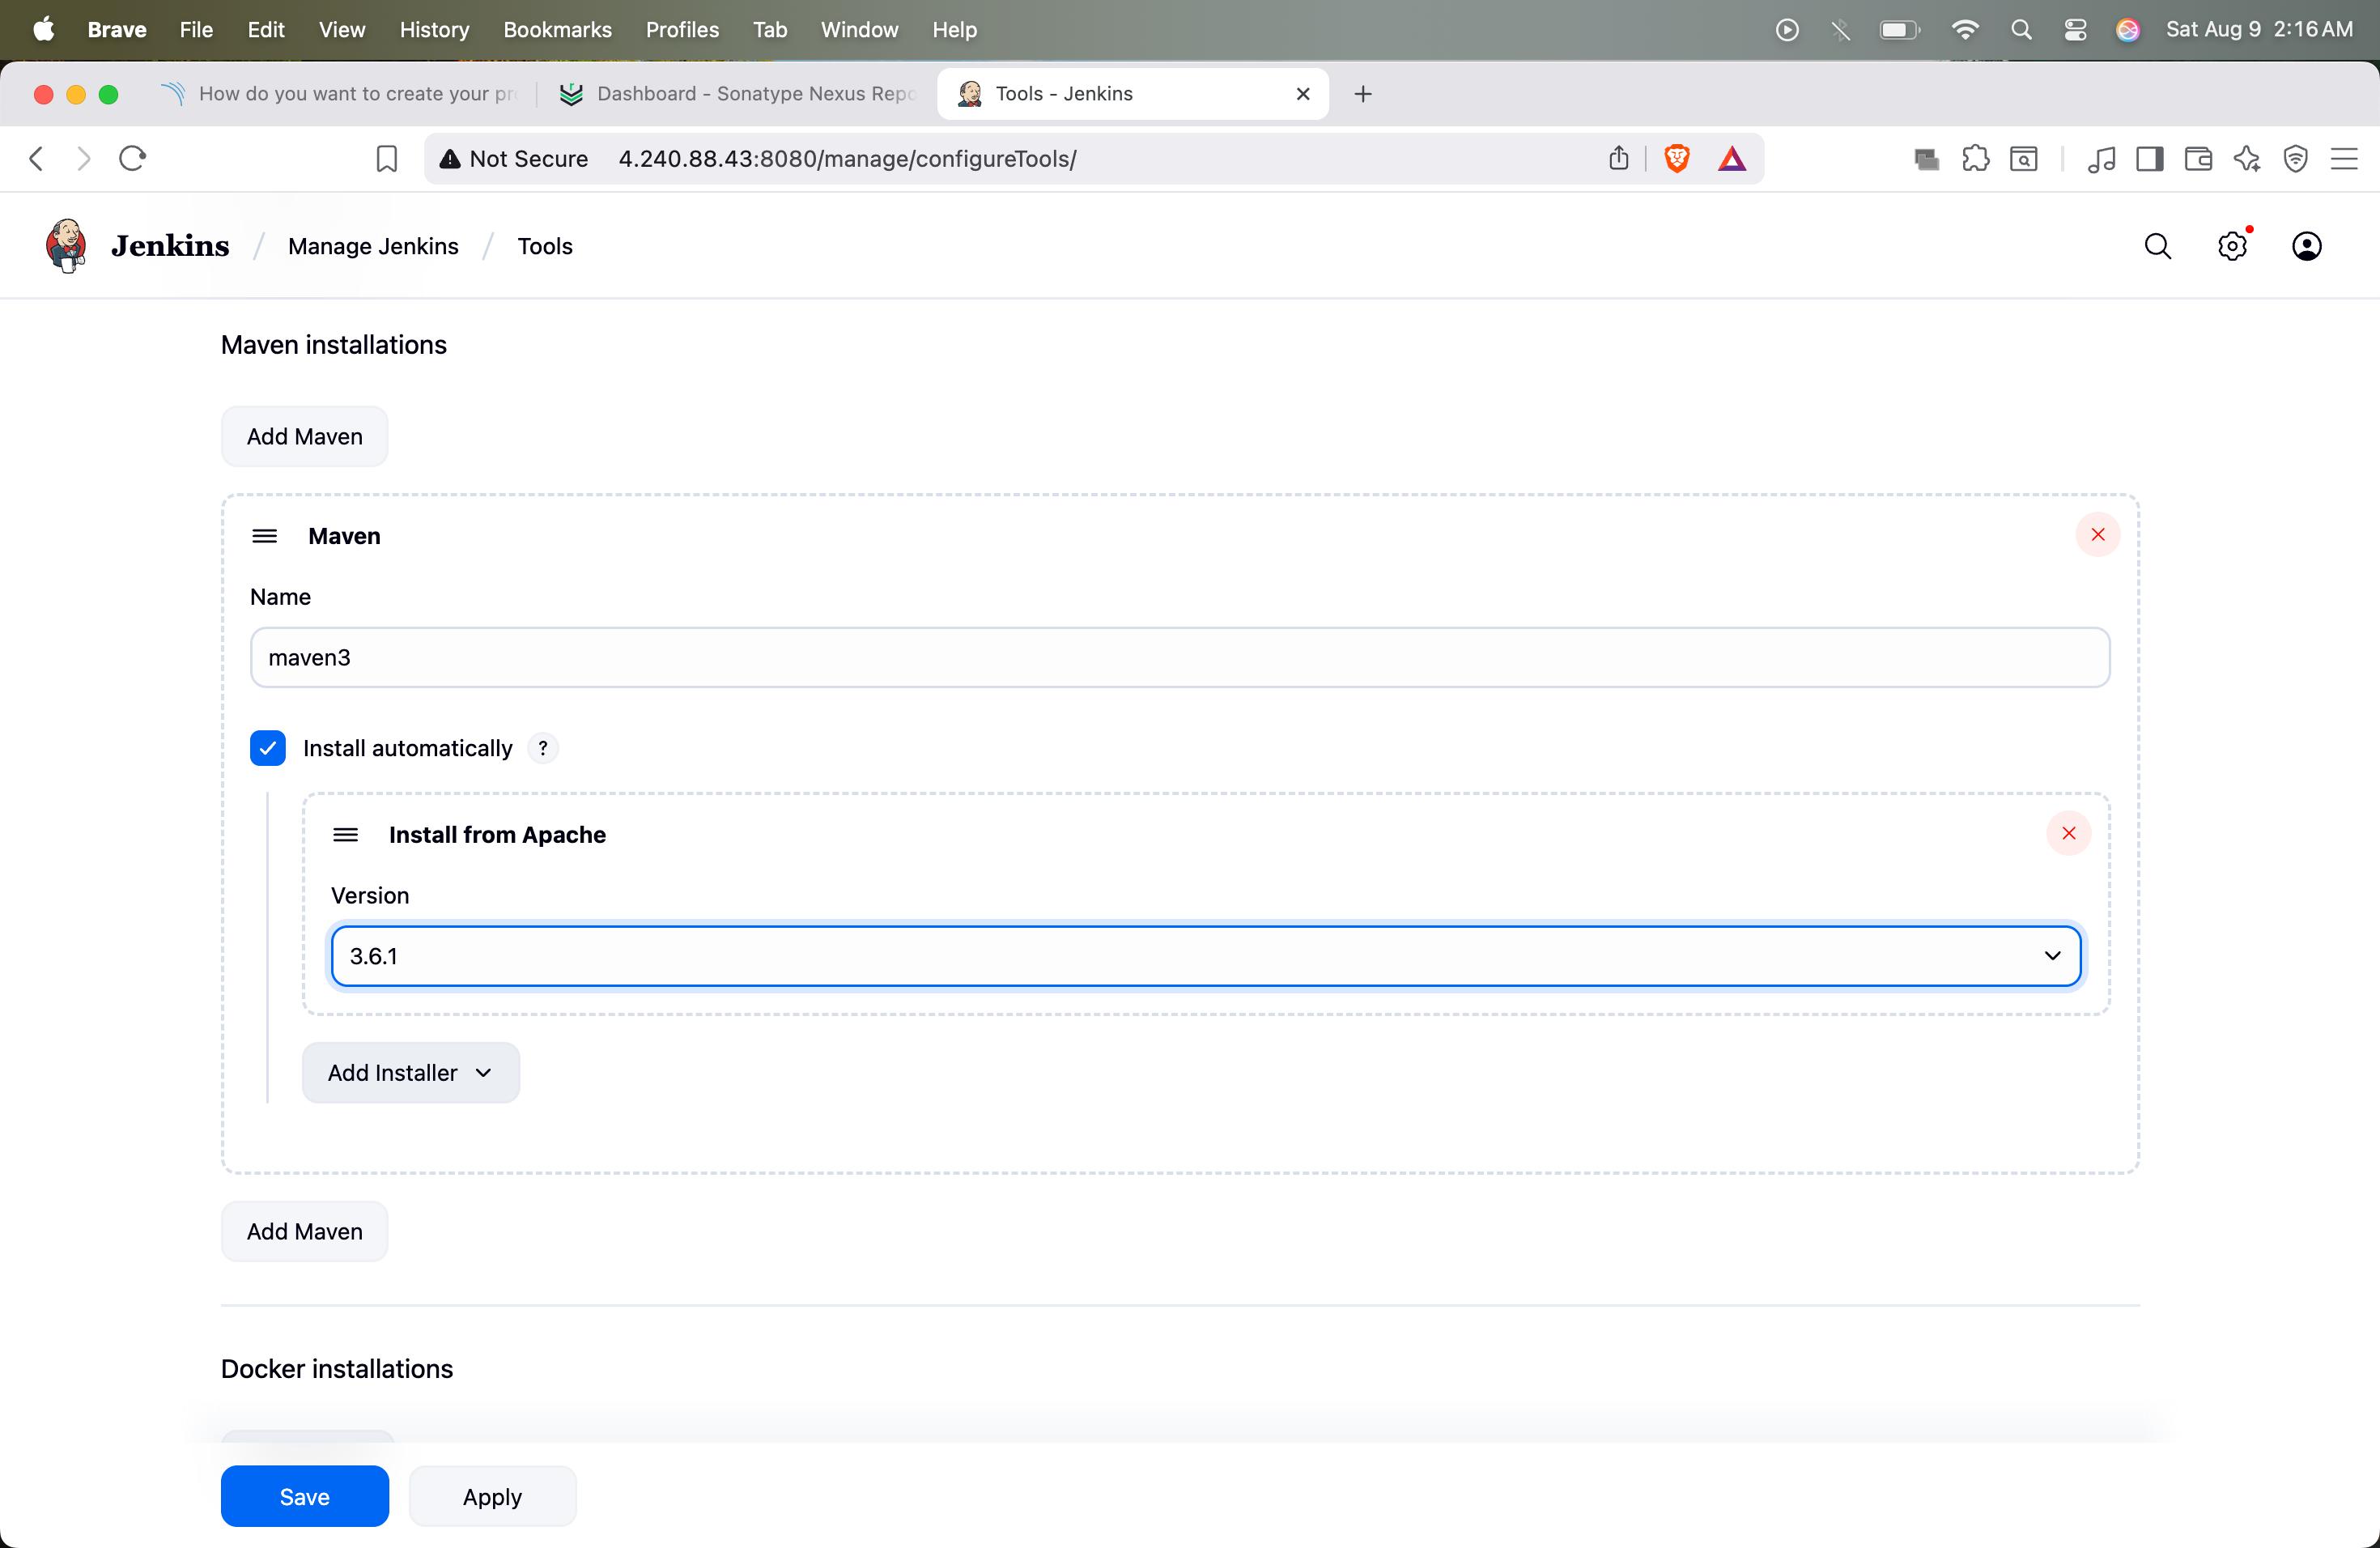 Brave File Edit View History Bookmarks Profiles Tab Window Help Sat Aug 9 2:16 AM
How do you want to create your pr Dashboard - Sonatype Nexus Repo Tools - Jenkins
Not Secure 4.240.88.43:8080/manage/configureTools/
Jenkins / Manage Jenkins / Tools
Maven installations
Add Maven
Maven
Name
maven3
Install automatically ?
Install from Apache
Version
3.6.1
Add Installer
Add Maven
Docker installations
Save Apply